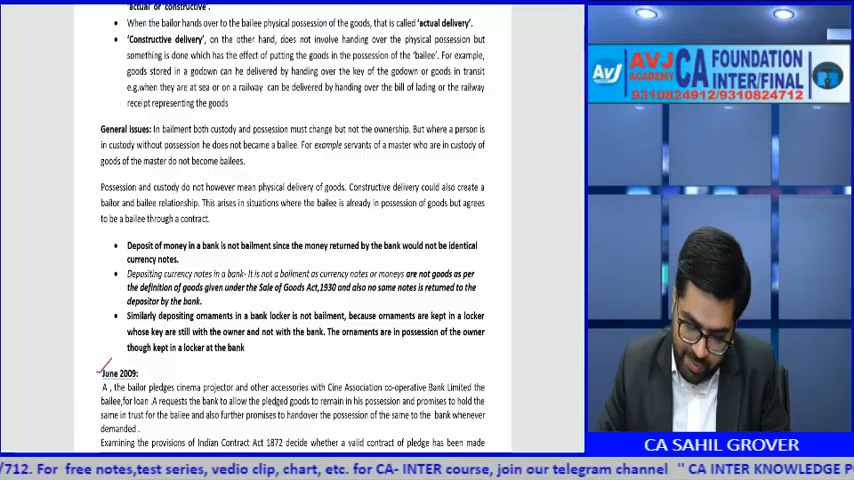 'actual' or 'constructive'.
• When the bailor hands over to the bailee physical possession of the goods, that is called 'actual delivery'.
• 'Constructive delivery', on the other hand, does not involve handing over the physical possession but
something is done which has the effect of putting the goods in the possession of the 'bailee'. For example,
goods stored in a godown can he delivered by handing over the key of the godown or goods in transit
e.g.when they are at sea or on a railway can be delivered by handing over the bill of lading or the railway
receipt representing the goods
General issues: In bailment both custody and possession must change but not the ownership. But where a person is
in custody without possession he does not became a bailee. For example servants of a master who are in custody of
goods of the master do not become bailees.
Possession and custody do not however mean physical delivery of goods. Constructive delivery could also create a
bailor and bailee relationship. This arises in situations where the bailee is already in possession of goods but agrees
to be a bailee through a contract.
• Deposit of money in a bank is not bailment since the money returned by the bank would not be identical
currency notes.
• Depositing currency notes in a bank- It is not a bailment as currency notes or moneys are not goods as per
the definition of goods given under the Sale of Goods Act,1930 and also no same notes is returned to the
depositor by the bank.
• Similarly depositing ornaments in a bank locker is not bailment, because ornaments are kept in a locker
whose key are still with the owner and not with the bank. The ornaments are in possession of the owner
though kept in a locker at the bank
June 2009:
A , the bailor pledges cinema projector and other accessories with Cine Association co-operative Bank Limited the
bailee,for loan .A requests the bank to allow the pledged goods to remain in his possession and promises to hold the
same in trust for the bailee and also further promises to handover the possession of the same to the bank whenever
demanded .
Examining the provisions of Indian Contract Act 1872 decide whether a valid contract of pledge has been made
AVJ
AVJ
ACADEMY
CA
FOUNDATION
INTER/FINAL
9310824912/9310824712
CA SAHIL GROVER
/712. For free notes,test series, vedio clip, chart, etc. for CA- INTER course, join our telegram channel " CA INTER KNOWLEDGE P